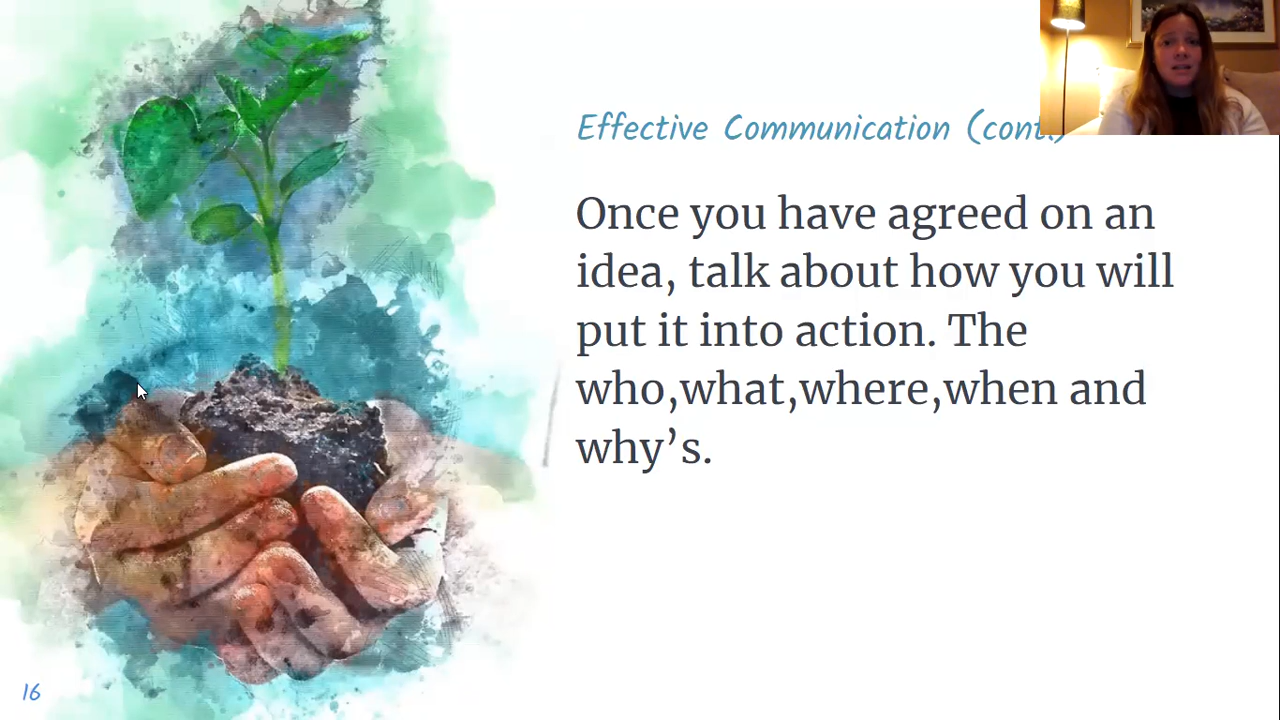 Effective Communication (cont.)
Once you have agreed on an
idea, talk about how you will
put it into action. The
who,what,where,when and
why’s.
16